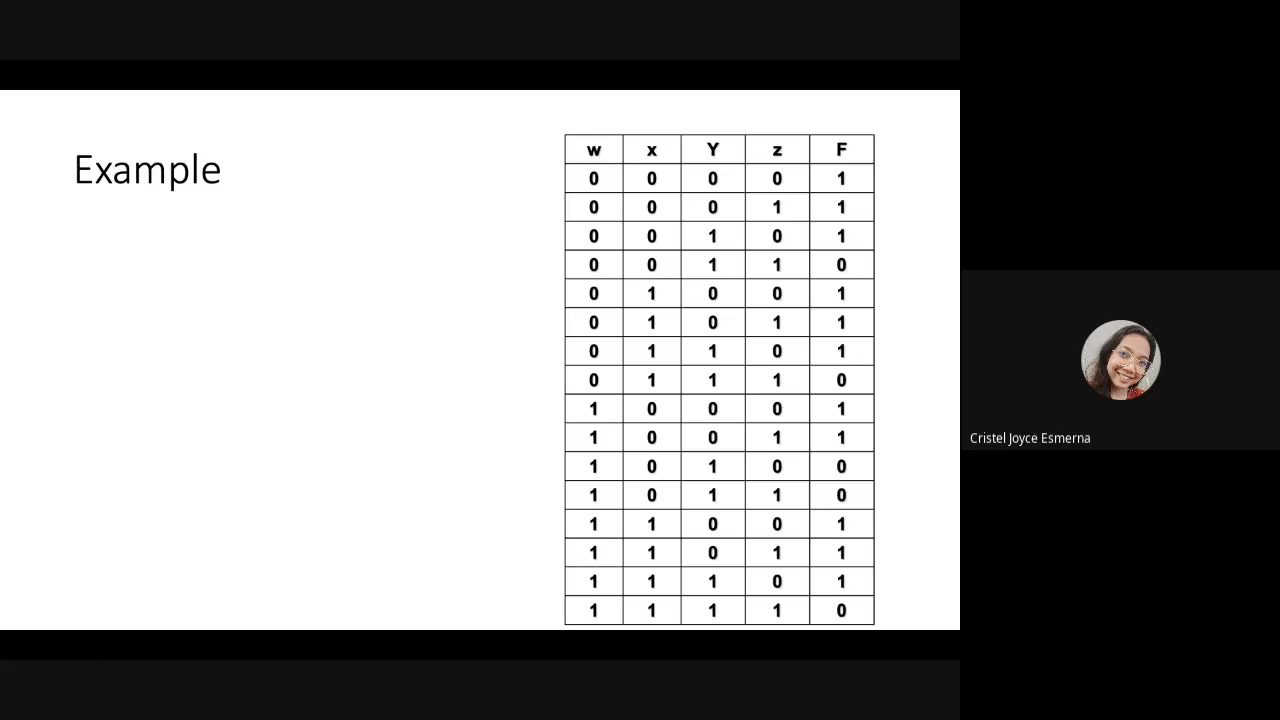 Example
w x Y z F
0 0 0 0 1
0 0 0 1 1
0 0 1 0 1
0 0 1 1 0
0 1 0 0 1
0 1 0 1 1
0 1 1 0 1
0 1 1 1 0
1 0 0 0 1
1 0 0 1 1
1 0 1 0 0
1 0 1 1 0
1 1 0 0 1
1 1 0 1 1
1 1 1 0 1
1 1 1 1 0
Cristel Joyce Esmerna